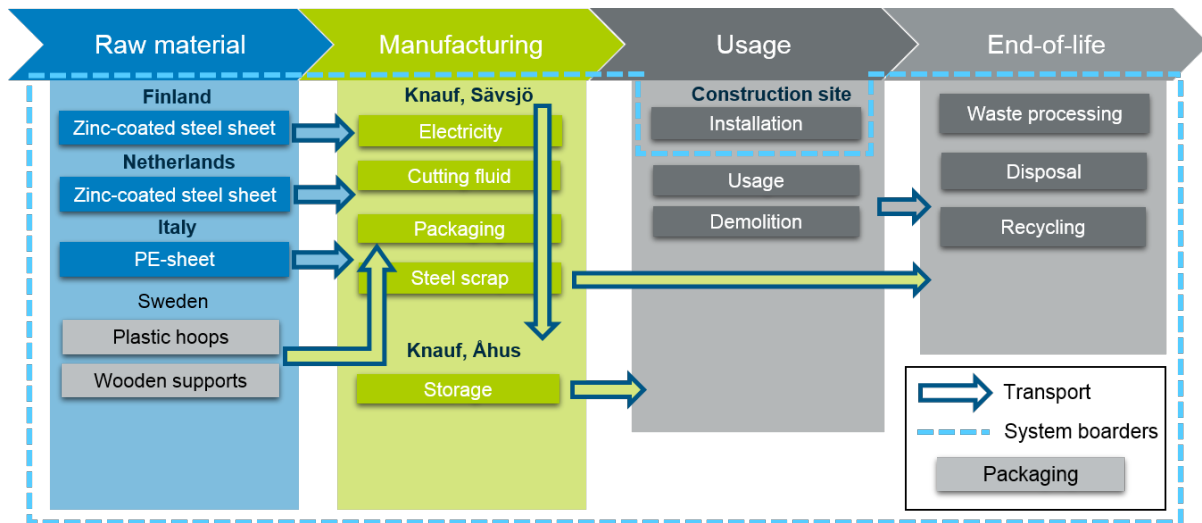 Raw material
Manufacturing
Usage
End-of-life
Finland
Zinc-coated steel sheet
Netherlands
Zinc-coated steel sheet
Italy
PE-sheet
Sweden
Plastic hoops
Wooden supports
Knauf, Sävsjö
Electricity
Cutting fluid
Packaging
Steel scrap
Knauf, Åhus
Storage
Construction site
Installation
Usage
Demolition
Waste processing
Disposal
Recycling
Transport
System boarders
Packaging